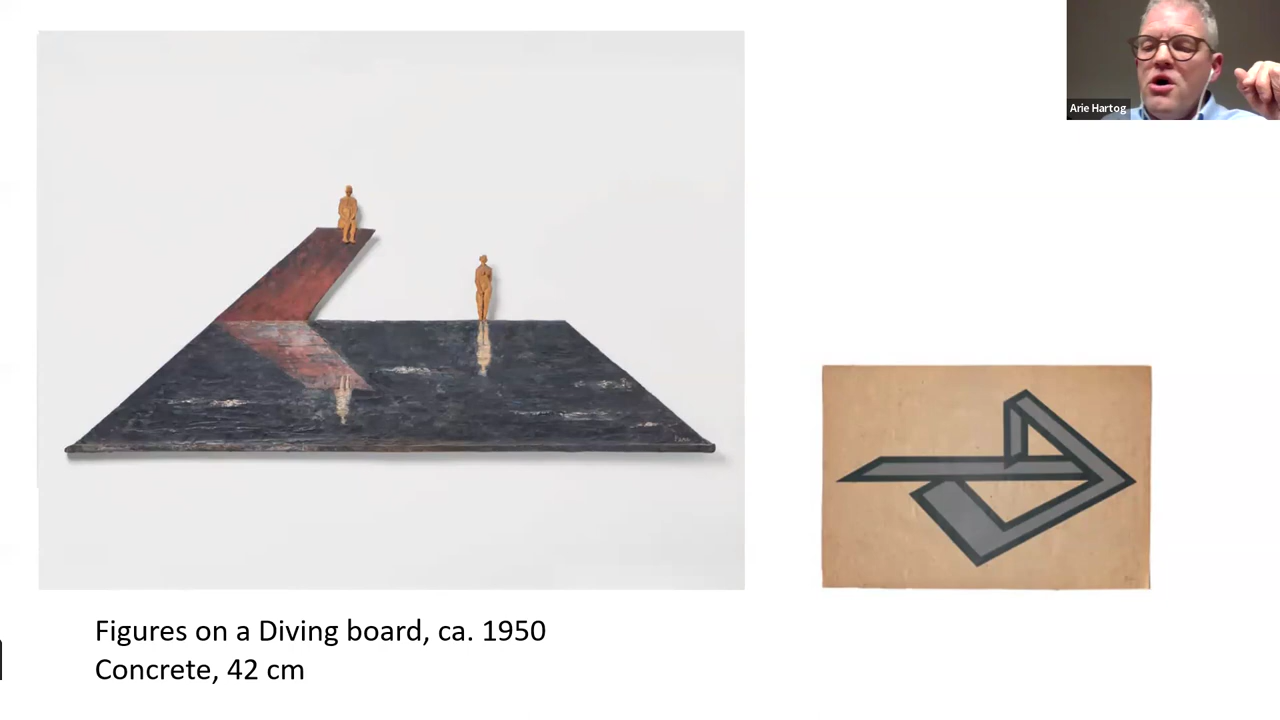 Arie Hartog
Figures on a Diving board, ca. 1950
Concrete, 42 cm